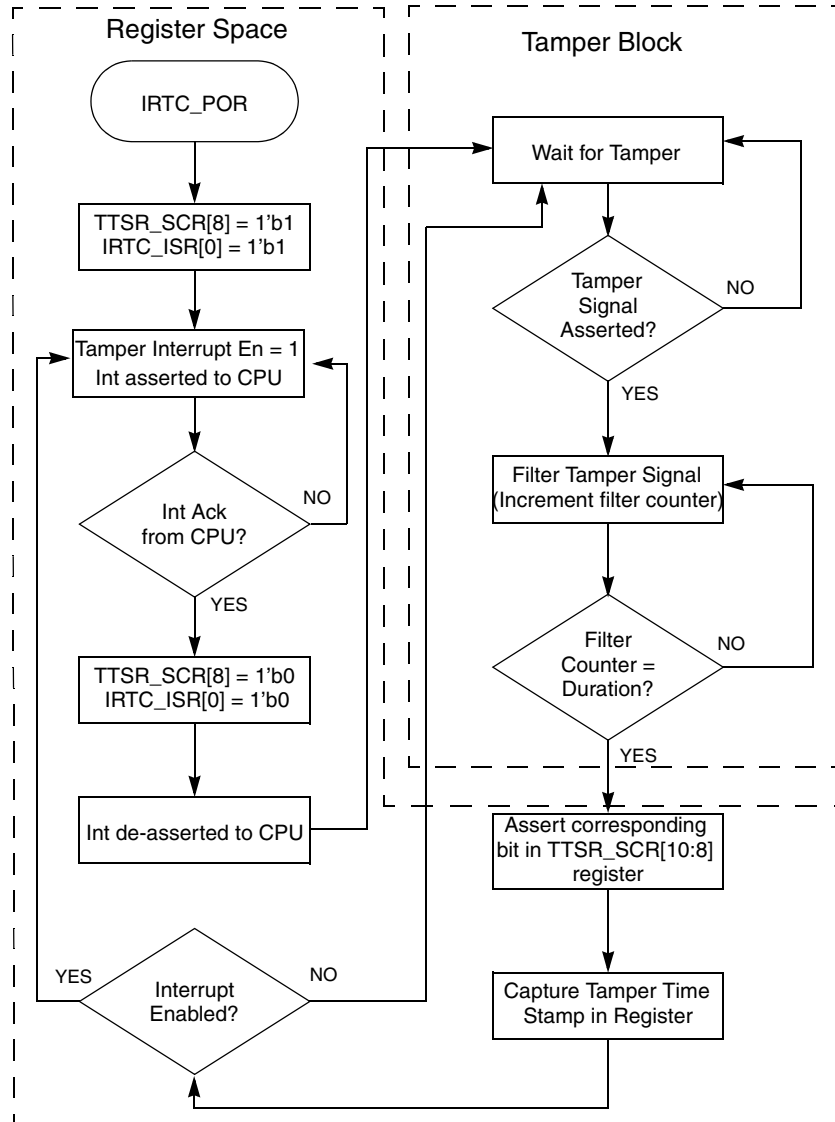 Register Space
IRTC_POR
TTSR_SCR[8] = 1'b1
IRTC_ISR[0] = 1'b1
Tamper Interrupt En = 1
Int asserted to CPU
Int Ack
from CPU?
NO
YES
TTSR_SCR[8] = 1'b0
IRTC_ISR[0] = 1'b0
Int de-asserted to CPU
YES
Interrupt
Enabled?
NO
Tamper Block
Wait for Tamper
Tamper
Signal
Asserted?
NO
YES
Filter Tamper Signal
(Increment filter counter)
Filter
Counter =
Duration?
NO
YES
Assert corresponding
bit in TTSR_SCR[10:8]
register
Capture Tamper Time
Stamp in Register